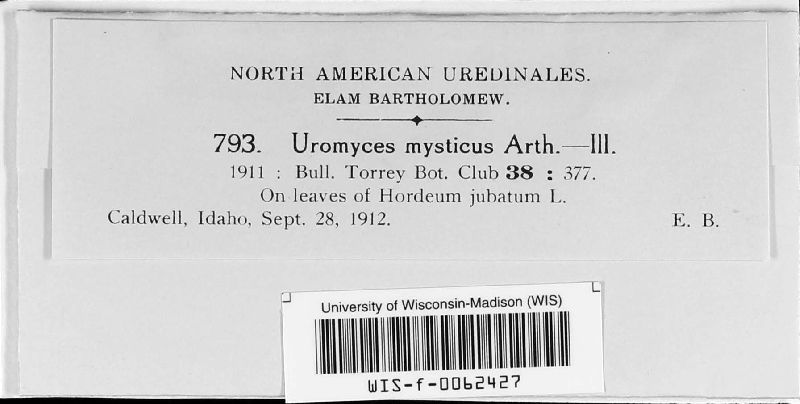 NORTH AMERICAN UREDINALES.
ELAM BARTHOLOMEW.
793. Uromyces mysticus Arth.—III.
1911 : Bull. Torrey Bot. Club 38 : 377.
On leaves of Hordeum jubatum L.
Caldwell, Idaho, Sept. 28, 1912. E. B.
University of Wisconsin-Madison (WIS)
WIS-f-0062427